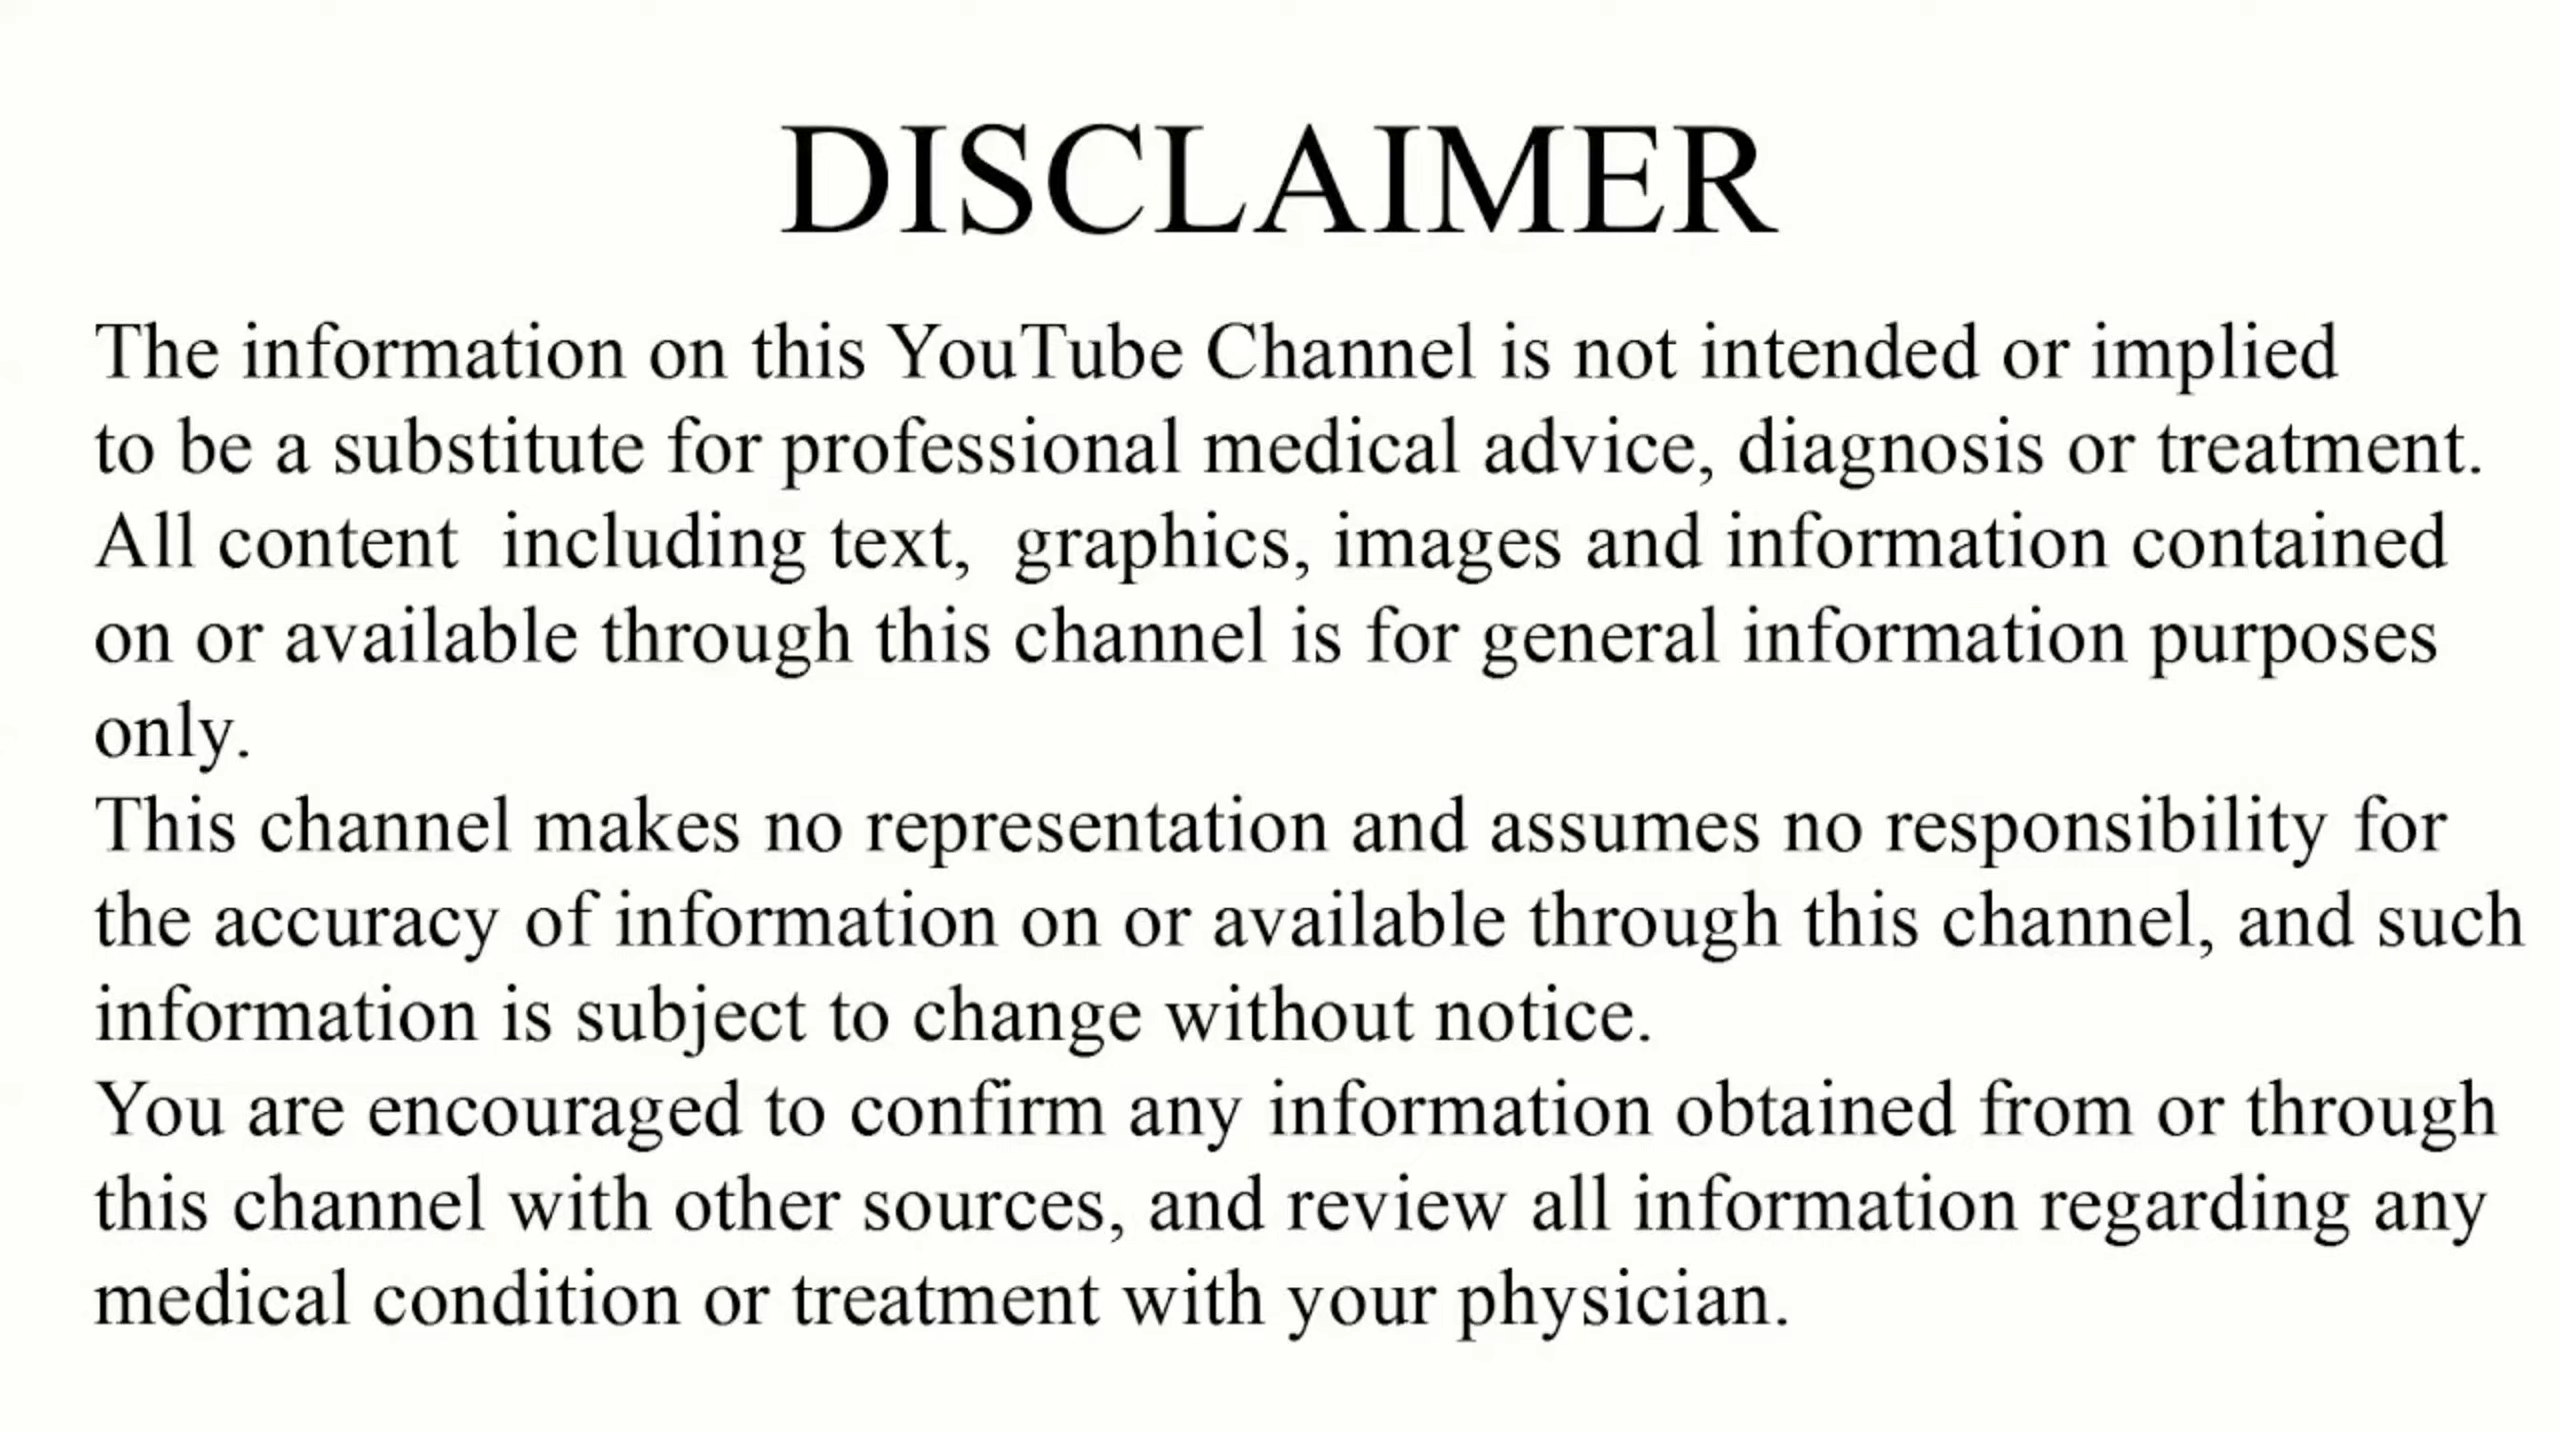 DISCLAIMER
The information on this YouTube Channel is not intended or implied
to be a substitute for professional medical advice, diagnosis or treatment.
All content  including text,  graphics, images and information contained
on or available through this channel is for general information purposes
only.
This channel makes no representation and assumes no responsibility for
the accuracy of information on or available through this channel, and such
information is subject to change without notice.
You are encouraged to confirm any information obtained from or through
this channel with other sources, and review all information regarding any
medical condition or treatment with your physician.